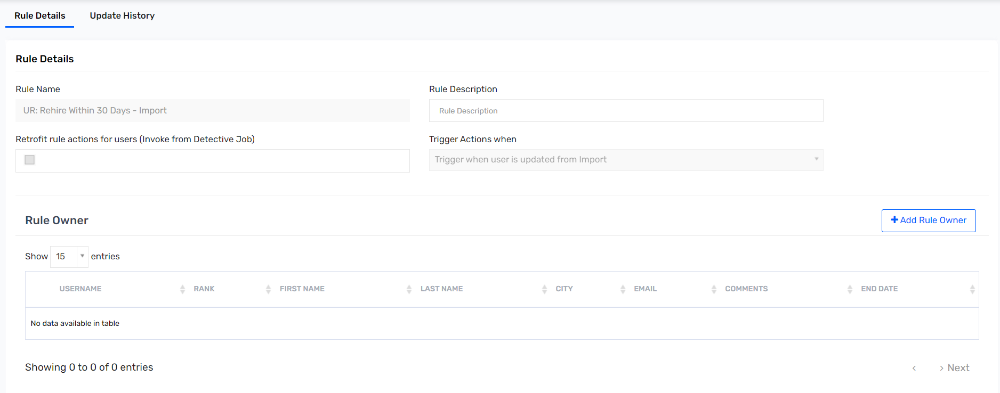 Rule Details
Update History
Rule Details
Rule Name
Rule Description
UR: Rehire Within 30 Days - Import
Rule Description
Retrofit rule actions for users (Invoke from Detective Job)
Trigger Actions when
Trigger when user is updated from Import
Rule Owner
Add Rule Owner
Show 15 entries
USERNAME RANK FIRST NAME LAST NAME CITY EMAIL COMMENTS END DATE
No data available in table
Showing 0 to 0 of 0 entries
‹ › Next